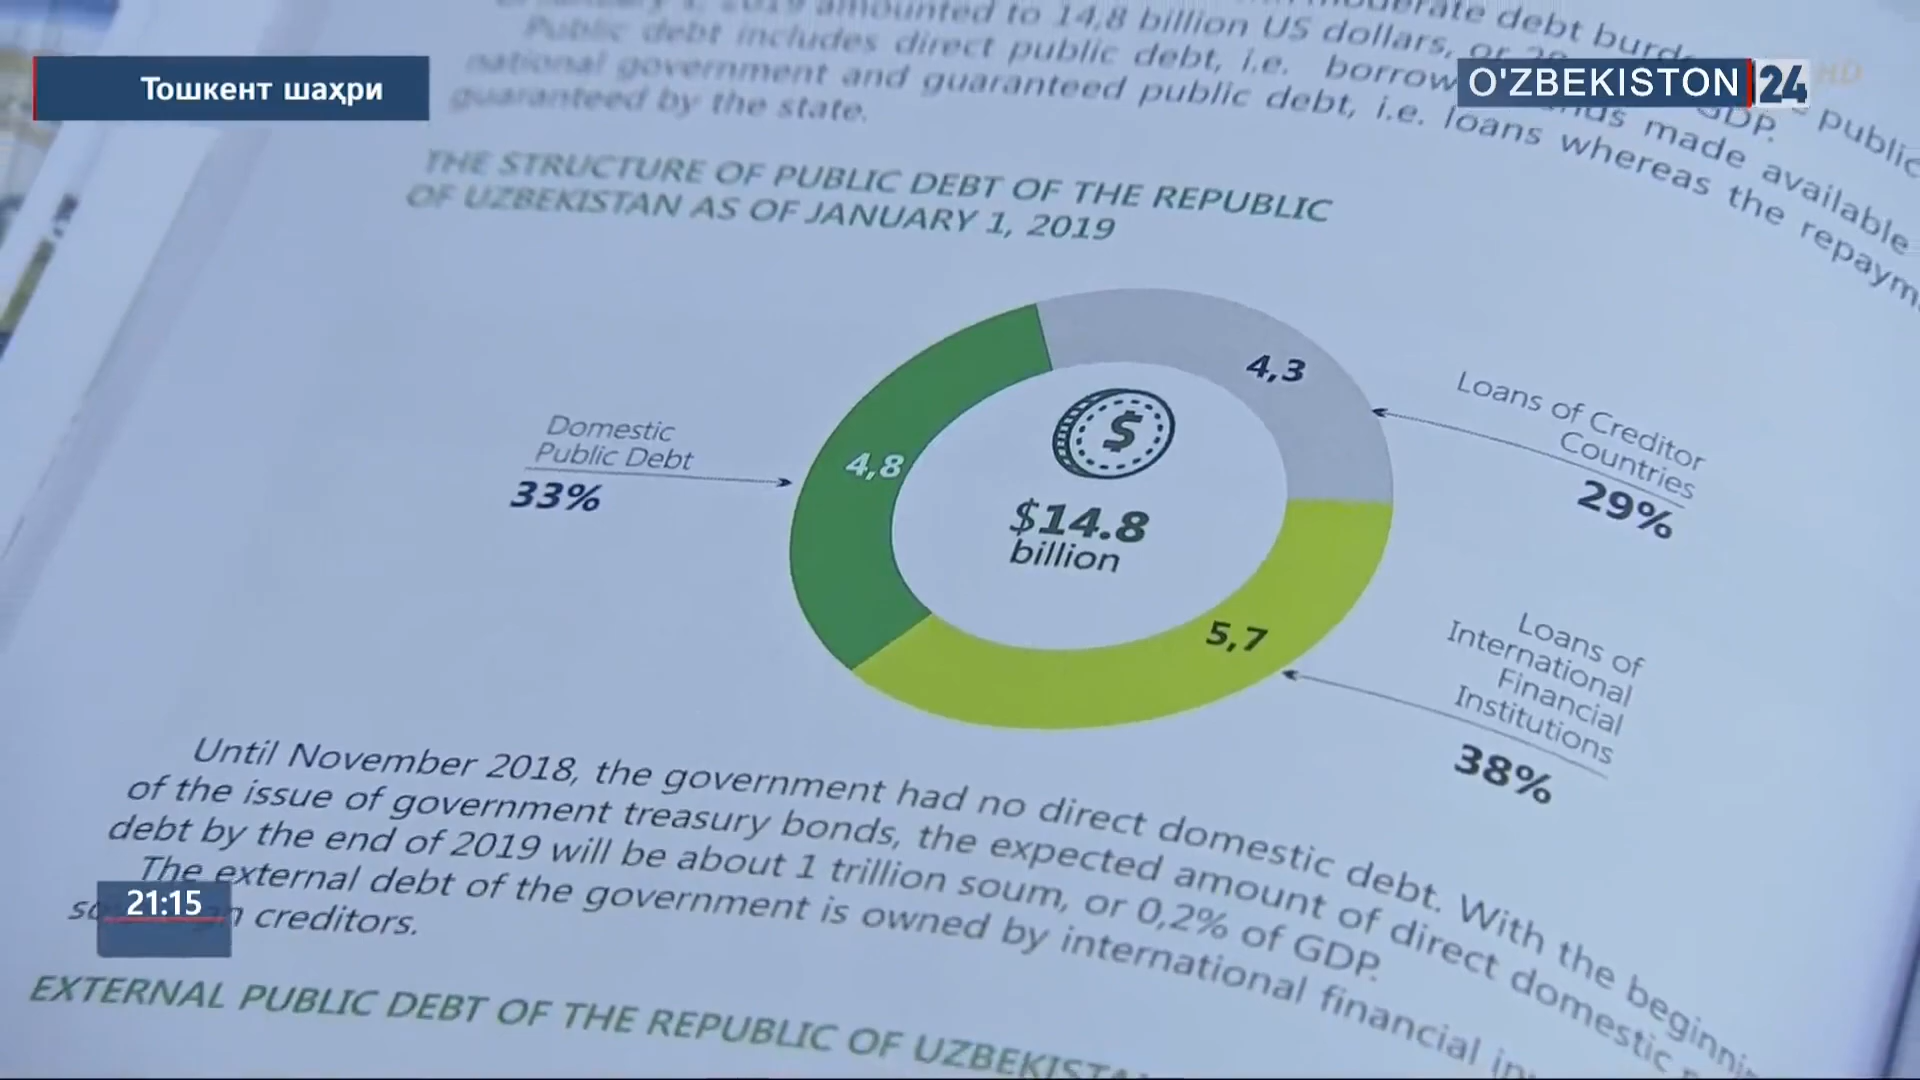 Тошкент шаҳри
O'ZBEKISTON 24
HD
2019 amounted to 14,8 billion US dollars, or
debt
Public debt includes direct public debt, i.e. borrow
GDP.
public
national government and guaranteed public debt, i.e. loans whereas the repaym
made available
guaranteed by the state.
THE STRUCTURE OF PUBLIC DEBT OF THE REPUBLIC
OF UZBEKISTAN AS OF JANUARY 1, 2019
4,3
Loans of Creditor
Countries
29%
Domestic
Public Debt
33%
4,8
$
$14.8
billion
5,7
Loans of
International
Financial
Institutions
38%
Until November 2018, the government had no direct domestic debt. With the beginni
of the issue of government treasury bonds, the expected amount of direct domestic
debt by the end of 2019 will be about 1 trillion soum, or 0,2% of GDP.
The external debt of the government is owned by international financial in
creditors.
21:15
EXTERNAL PUBLIC DEBT OF THE REPUBLIC OF UZBEKISTA